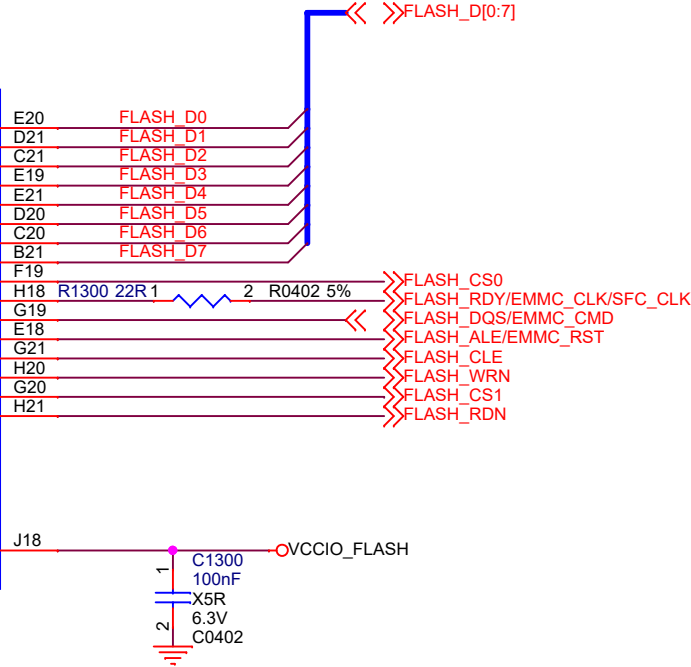 FLASH_D[0:7]
E20 FLASH_D0
D21 FLASH_D1
C21 FLASH_D2
E19 FLASH_D3
E21 FLASH_D4
D20 FLASH_D5
C20 FLASH_D6
B21 FLASH_D7
F19 FLASH_CS0
H18 R1300 22R 1 2 R0402 5% FLASH_RDY/EMMC_CLK/SFC_CLK
G19 FLASH_DQS/EMMC_CMD
E18 FLASH_ALE/EMMC_RST
G21 FLASH_CLE
H20 FLASH_WRN
G20 FLASH_CS1
H21 FLASH_RDN
J18 VCCIO_FLASH
C1300
1 100nF
X5R
6.3V
2 C0402